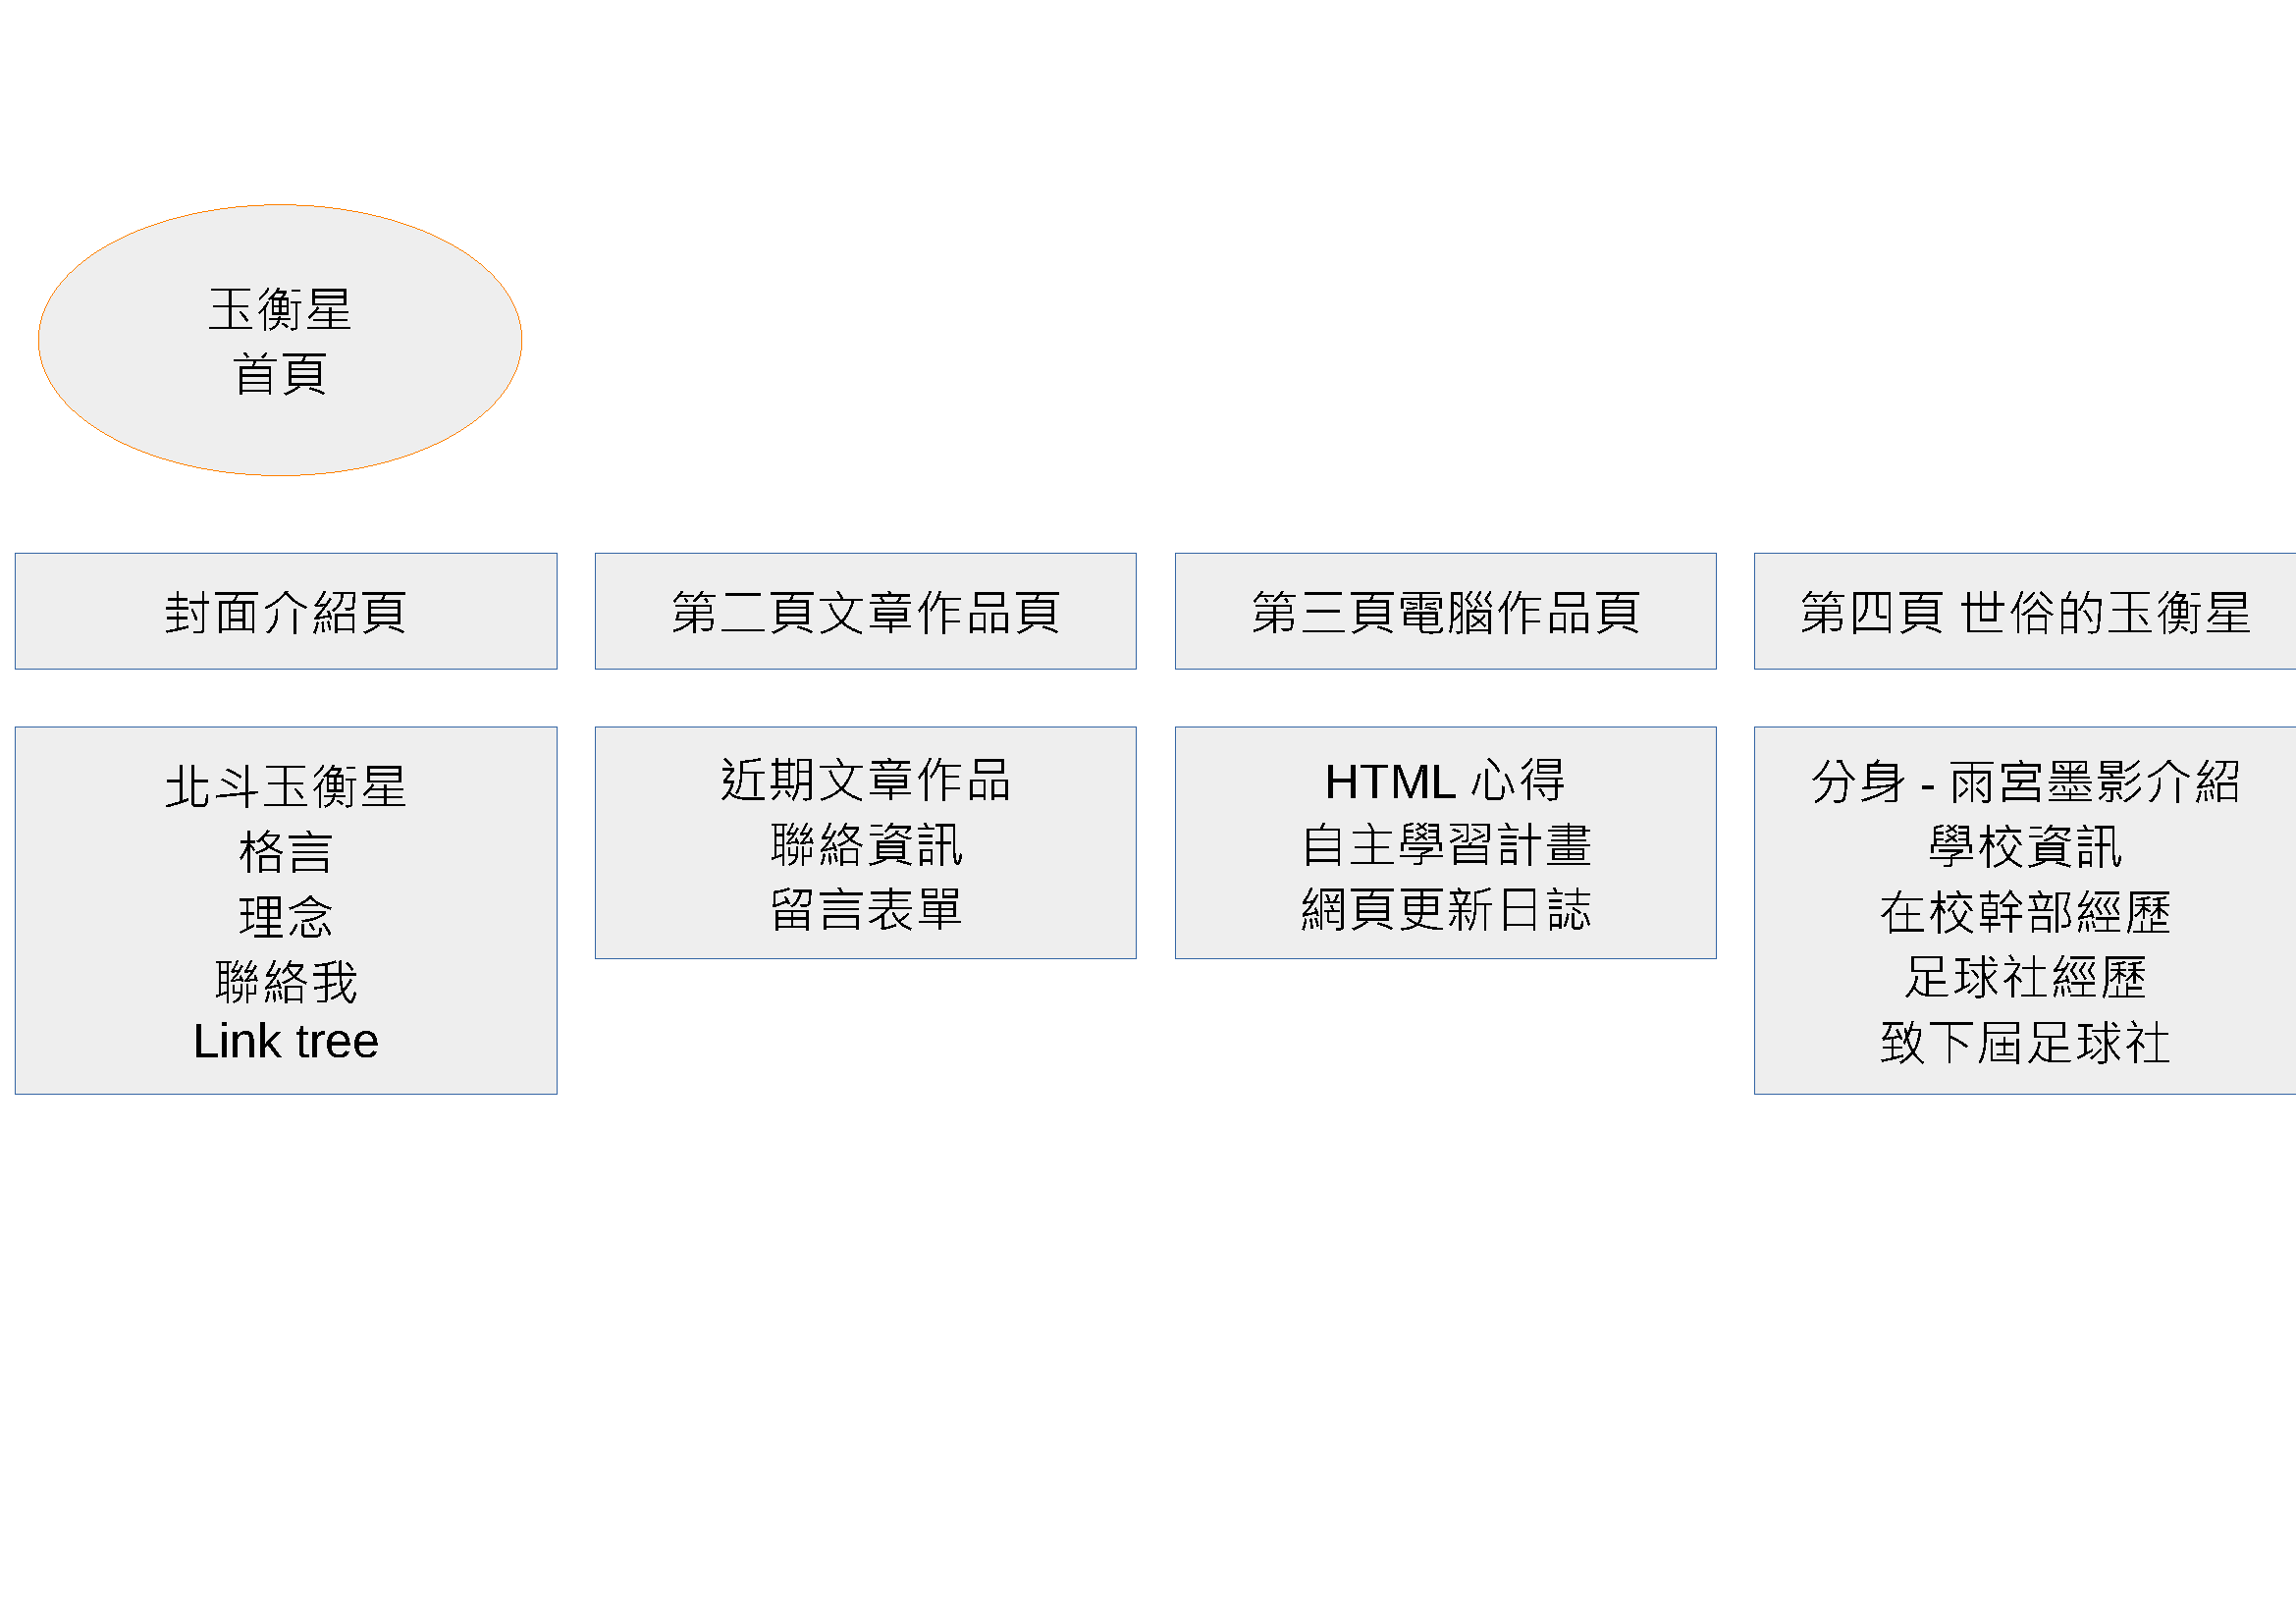 玉衡星
首頁
封面介紹頁
第二頁文章作品頁
第三頁電腦作品頁
第四頁 世俗的玉衡星
北斗玉衡星
格言
理念
聯絡我
Link tree
近期文章作品
聯絡資訊
留言表單
HTML 心得
自主學習計畫
網頁更新日誌
分身 - 雨宮墨影介紹
學校資訊
在校幹部經歷
足球社經歷
致下屆足球社